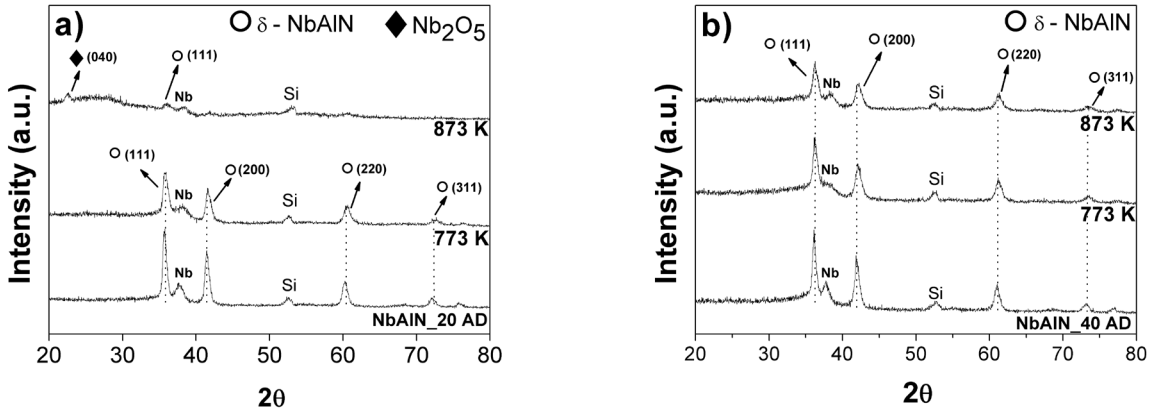 a)
○ δ - NbAlN ◆ Nb2O5
◆ (040)
○ (111)
Nb
Si
873 K
○ (111)
Nb
○ (200)
Si
○ (220)
○ (311)
773 K
Nb
Si
NbAlN_20 AD
20 30 40 50 60 70 80
2θ
Intensity (a.u.)
b)
○ δ - NbAlN
○ (111)
Nb
○ (200)
Si
○ (220)
○ (311)
873 K
Nb
Si
773 K
Nb
Si
NbAlN_40 AD
20 30 40 50 60 70 80
2θ
Intensity (a.u.)